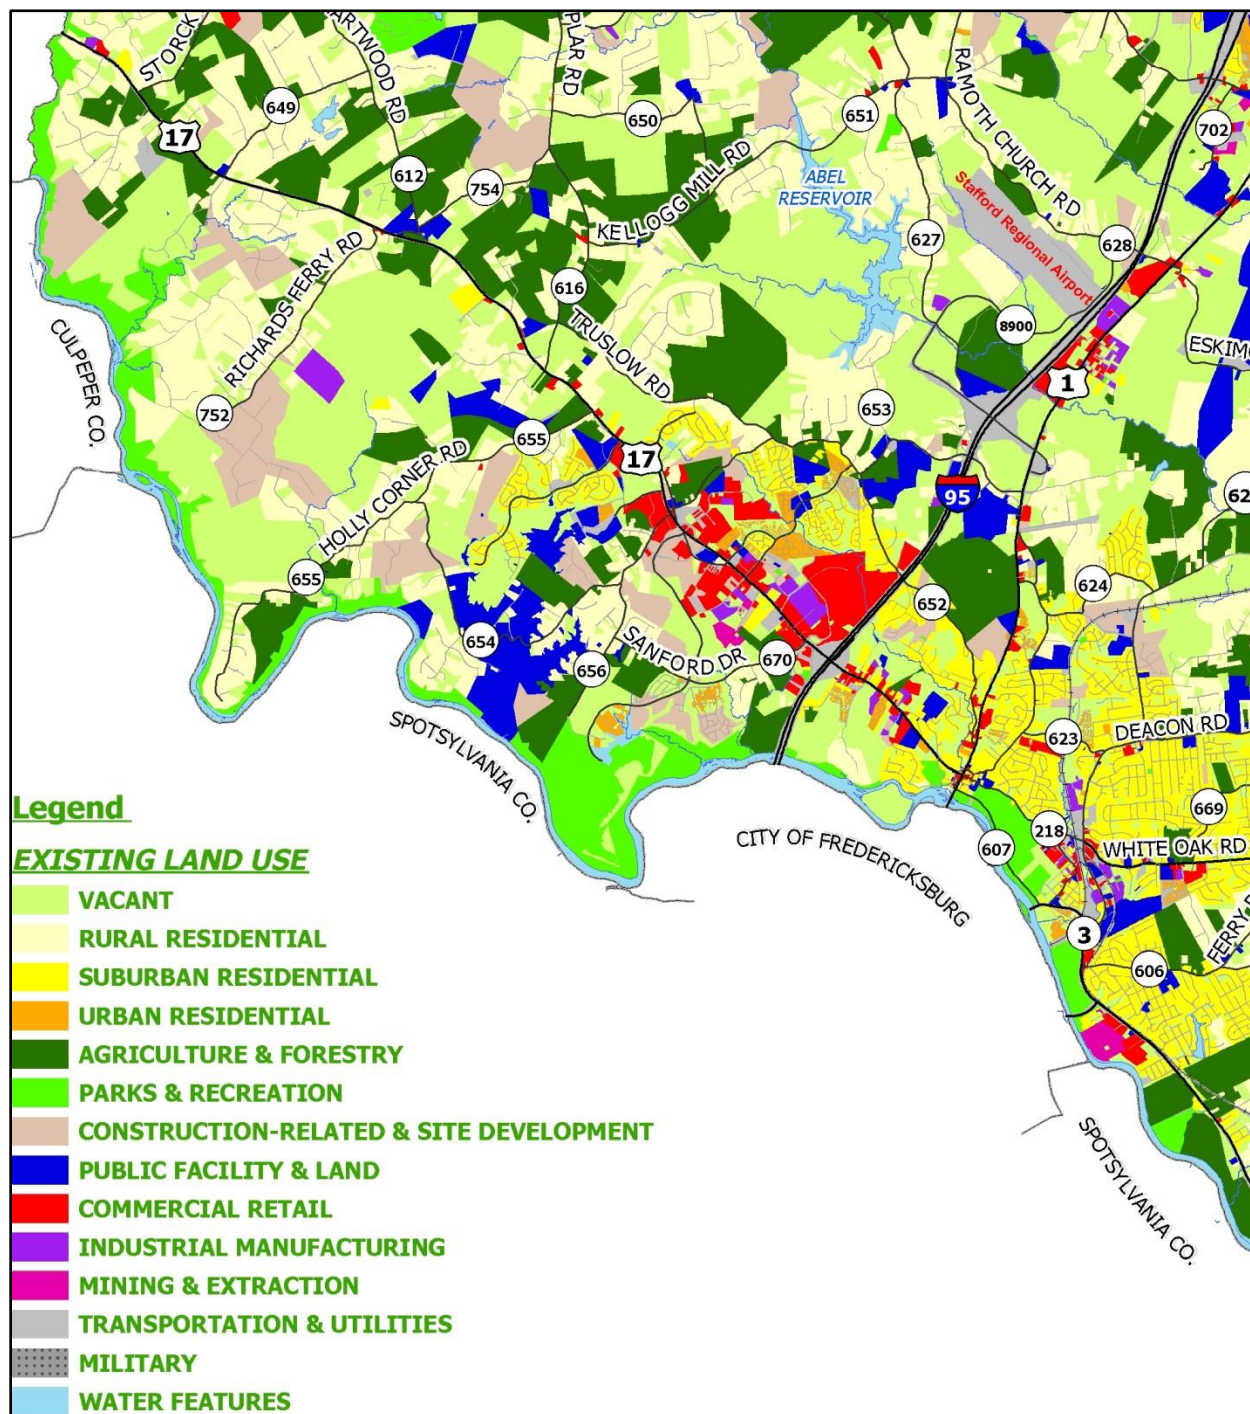 STORCK
ARTWOOD RD
PLAR RD
RAMOTH CHURCH RD
17
649
650
651
702
612
754
KELLOGG MILL RD
ABEL
RESERVOIR
Stafford Regional Airport
627
628
RICHARDS FERRY RD
616
TRUSLOW RD
8900
ESKIMO
1
CULPEPER CO.
752
653
655
17
HOLLY CORNER RD
95
62
655
624
652
654
SANFORD DR
656
670
SPOTSYLVANIA CO.
623
DEACON RD
669
218
WHITE OAK RD
CITY OF FREDERICKSBURG
607
3
606
FERRY
SPOTSYLVANIA CO.
Legend
EXISTING LAND USE
VACANT
RURAL RESIDENTIAL
SUBURBAN RESIDENTIAL
URBAN RESIDENTIAL
AGRICULTURE & FORESTRY
PARKS & RECREATION
CONSTRUCTION-RELATED & SITE DEVELOPMENT
PUBLIC FACILITY & LAND
COMMERCIAL RETAIL
INDUSTRIAL MANUFACTURING
MINING & EXTRACTION
TRANSPORTATION & UTILITIES
MILITARY
WATER FEATURES